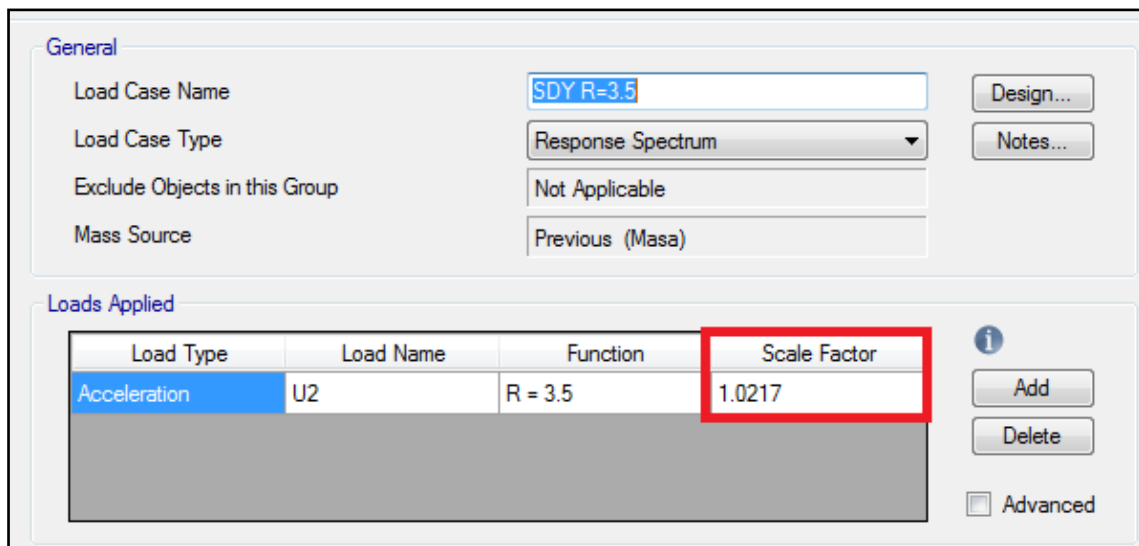 General
Load Case Name SDY R=3.5 Design...
Load Case Type Response Spectrum Notes...
Exclude Objects in this Group Not Applicable
Mass Source Previous (Masa)
Loads Applied
Load Type Load Name Function Scale Factor
Acceleration U2 R = 3.5 1.0217
Add
Delete
Advanced